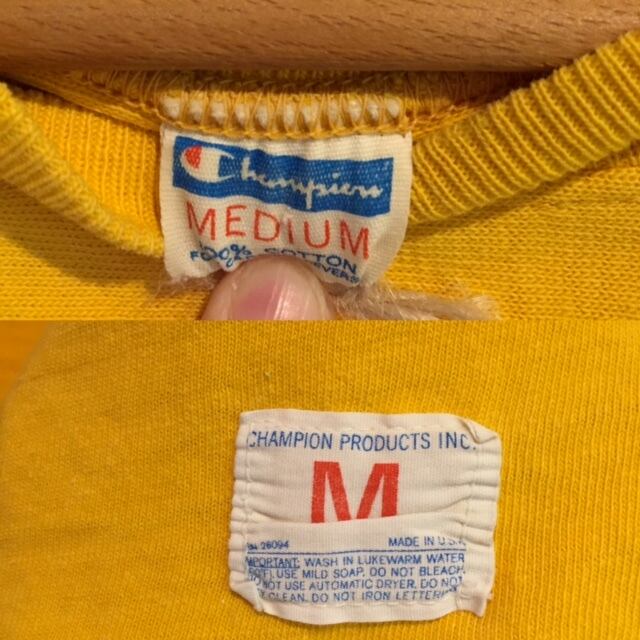 Champion
MEDIUM
100% COTTON
CHAMPION PRODUCTS INC.
M
26094 MADE IN U.S.
IMPORTANT: WASH IN LUKEWARM WATER
USE MILD SOAP. DO NOT BLEACH.
NOT USE AUTOMATIC DRYER. DO NOT
CLEAN. DO NOT IRON LETTERING